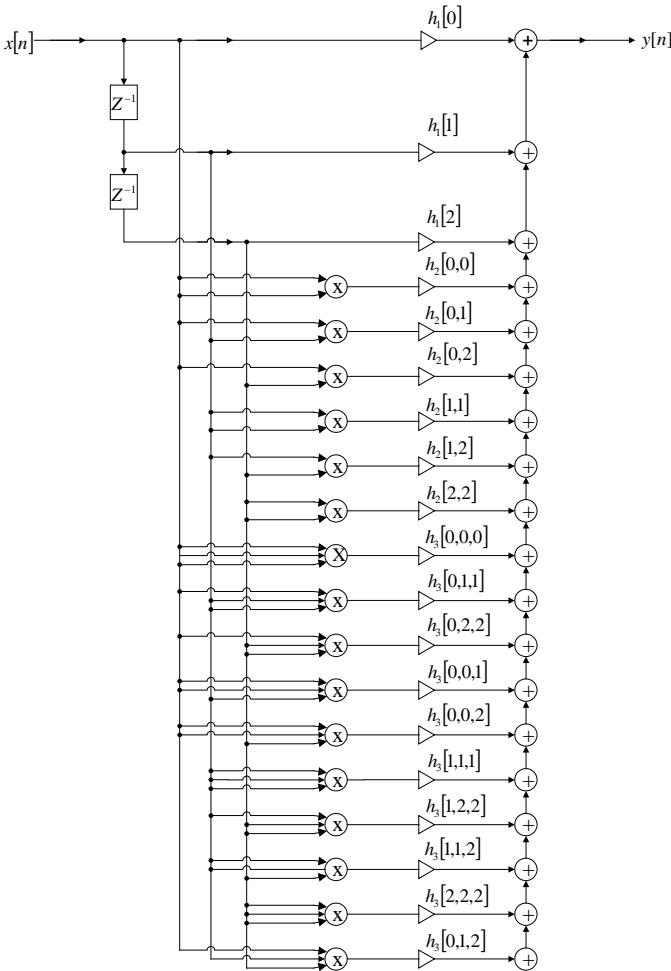 h₁[0]
x[n] + y[n]
Z⁻¹
h₁[1]
+
Z⁻¹
h₁[2]
+
h₂[0,0]
x +
h₂[0,1]
x +
h₂[0,2]
x +
h₂[1,1]
x +
h₂[1,2]
x +
h₂[2,2]
x +
h₃[0,0,0]
X +
h₃[0,1,1]
x +
h₃[0,2,2]
x +
h₃[0,0,1]
x +
h₃[0,0,2]
x +
h₃[1,1,1]
x +
h₃[1,2,2]
x +
h₃[1,1,2]
x +
h₃[2,2,2]
x +
h₃[0,1,2]
x +